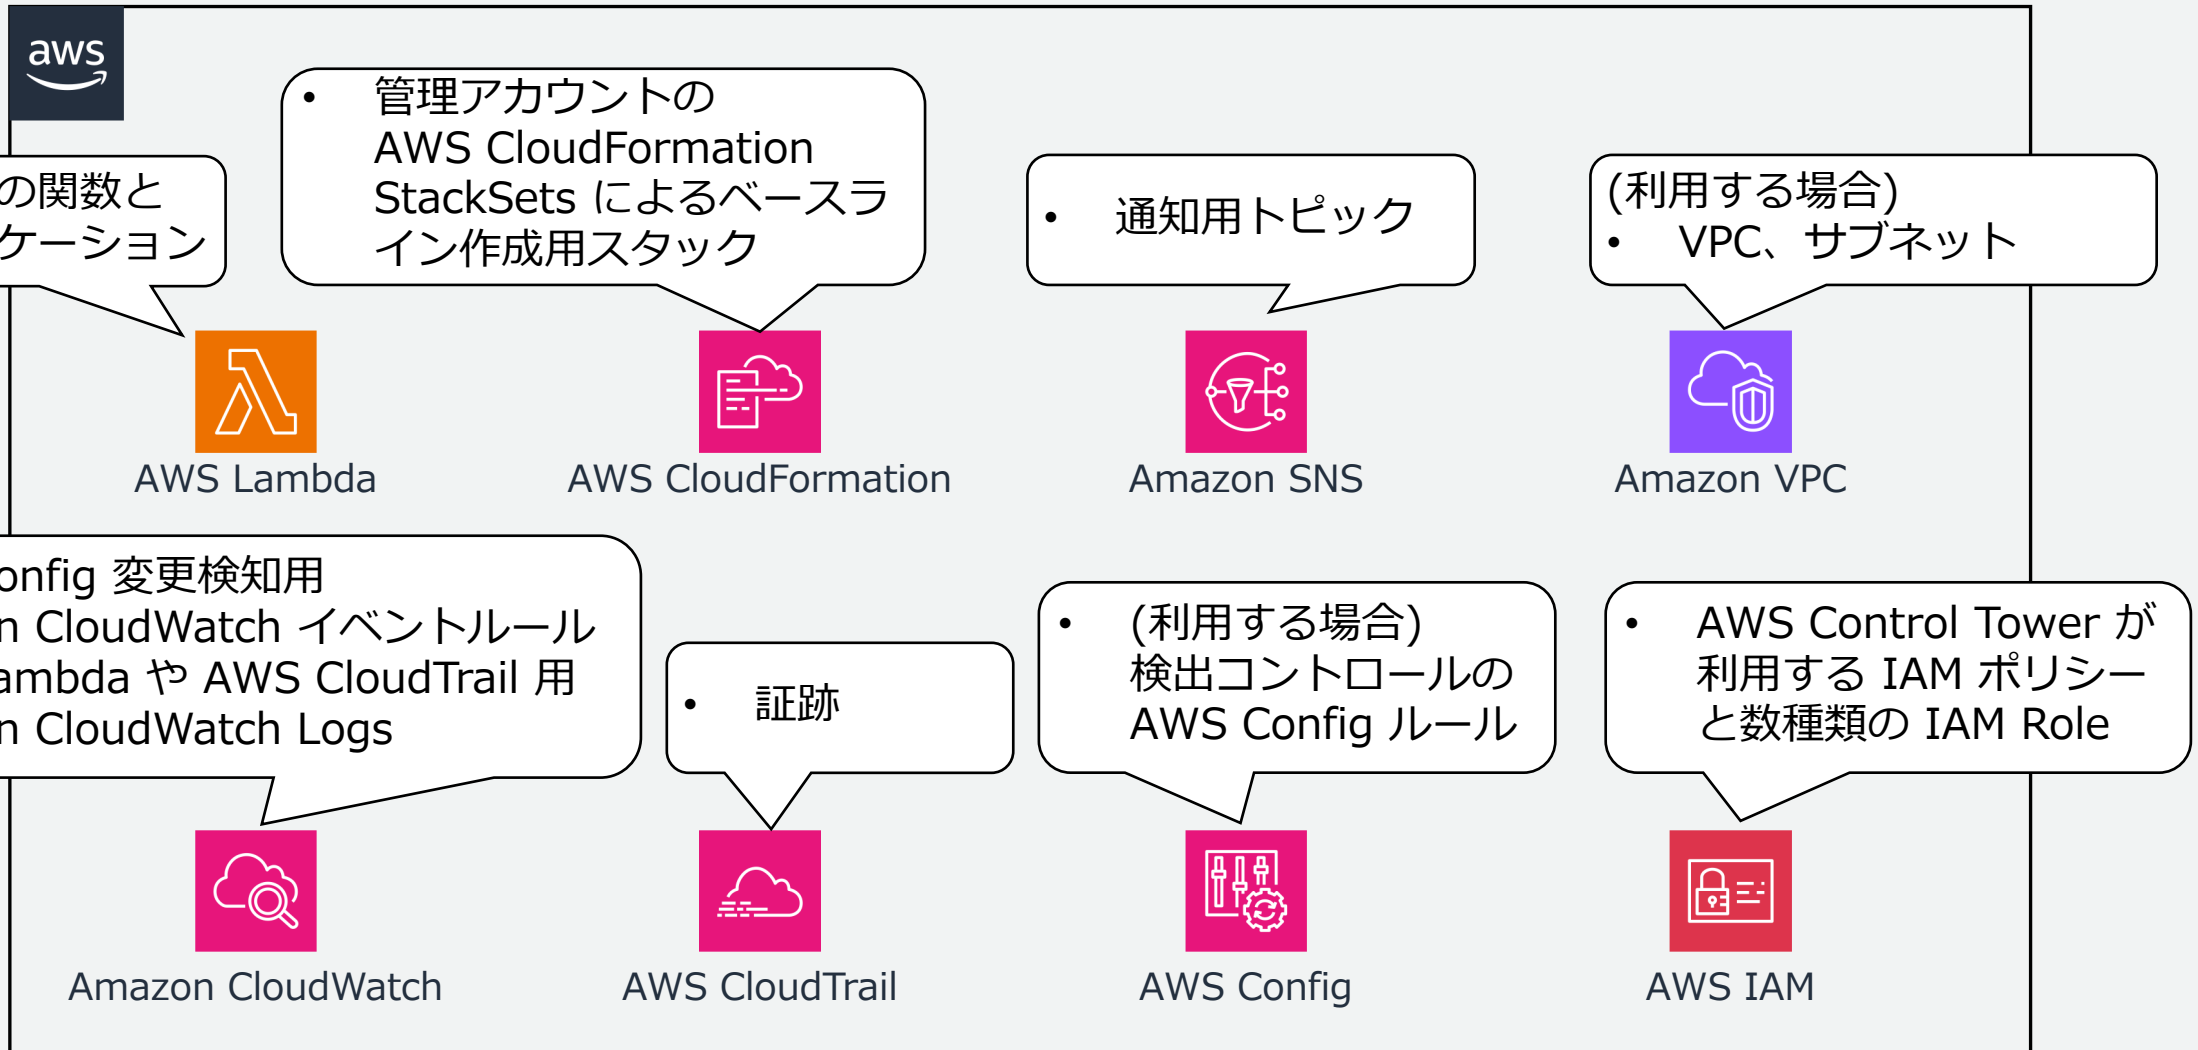 aws
• 管理アカウントの
AWS CloudFormation
StackSets によるベースラ
イン作成用スタック
の関数と
ケーション
• 通知用トピック
(利用する場合)
• VPC、サブネット
AWS Lambda
AWS CloudFormation
Amazon SNS
Amazon VPC
onfig 変更検知用
n CloudWatch イベントルール
ambda や AWS CloudTrail 用
n CloudWatch Logs
• 証跡
• (利用する場合)
検出コントロールの
AWS Config ルール
• AWS Control Tower が
利用する IAM ポリシー
と数種類の IAM Role
Amazon CloudWatch
AWS CloudTrail
AWS Config
AWS IAM